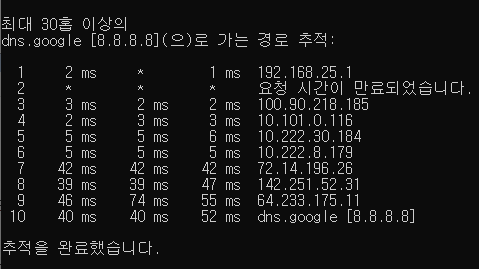 최대 30홉 이상의
dns.google [8.8.8.8](으)로 가는 경로 추적:
1 2 ms * 1 ms 192.168.25.1
2 * * * 요청 시간이 만료되었습니다.
3 3 ms 2 ms 2 ms 100.90.218.185
4 2 ms 3 ms 3 ms 10.101.0.116
5 5 ms 5 ms 6 ms 10.222.30.184
6 5 ms 5 ms 5 ms 10.222.8.179
7 42 ms 42 ms 42 ms 72.14.196.26
8 39 ms 39 ms 47 ms 142.251.52.31
9 46 ms 74 ms 55 ms 64.233.175.11
10 40 ms 40 ms 52 ms dns.google [8.8.8.8]
추적을 완료했습니다.